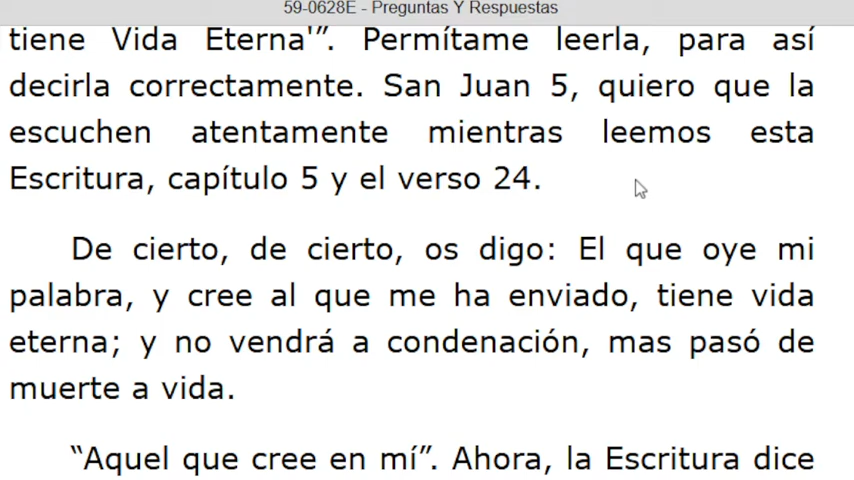 59-0628E - Preguntas Y Respuestas
tiene Vida Eterna'”. Permítame leerla, para así
decirla correctamente. San Juan 5, quiero que la
escuchen atentamente mientras leemos esta
Escritura, capítulo 5 y el verso 24.
De cierto, de cierto, os digo: El que oye mi
palabra, y cree al que me ha enviado, tiene vida
eterna; y no vendrá a condenación, mas pasó de
muerte a vida.
“Aquel que cree en mí”. Ahora, la Escritura dice